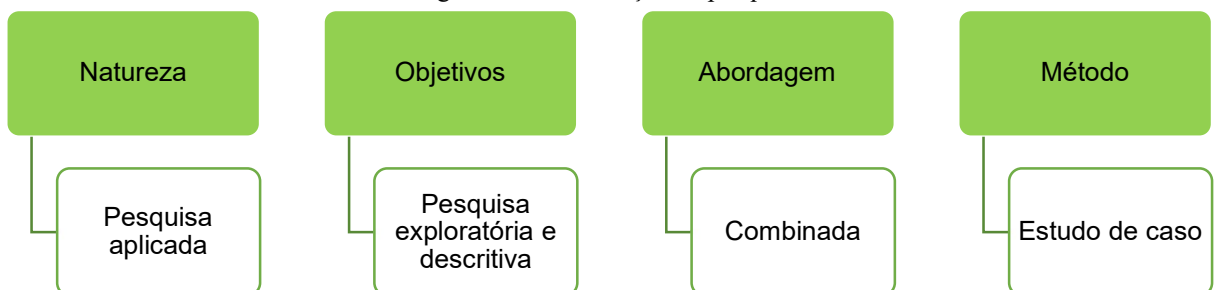 Natureza
Objetivos
Abordagem
Método
Pesquisa
aplicada
Pesquisa
exploratória e
descritiva
Combinada
Estudo de caso